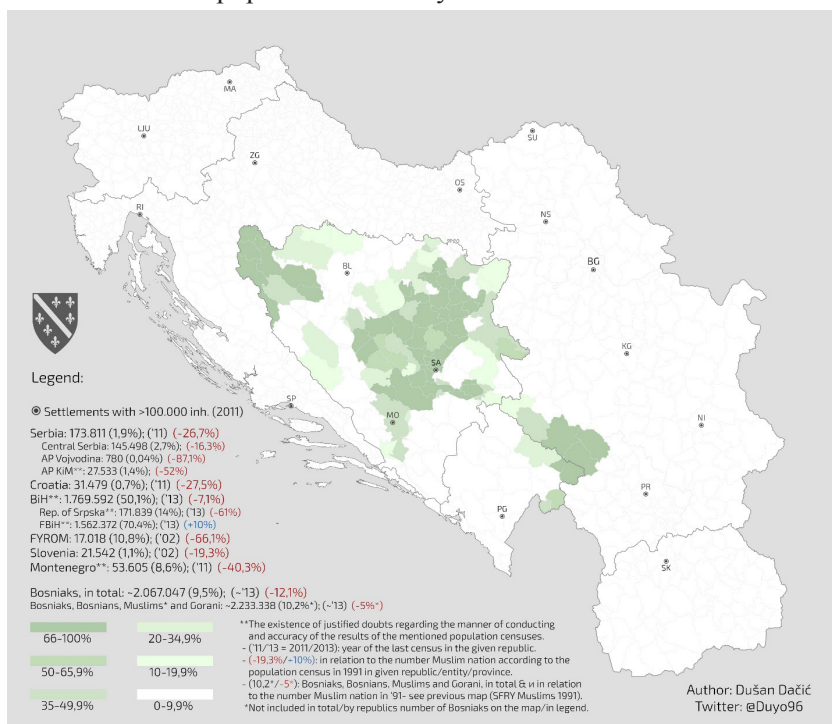 MA
LJU
ZG
SU
OS
RI
NS
BL
BRČKO
BG
SA
KG
SP
MO
NI
PG
PR
SK
Legend:
Settlements with >100.000 inh. (2011)
Serbia: 173.811 (1,9%); ('11) (-26,7%)
Central Serbia: 145.498 (2,7%); (-16,3%)
AP Vojvodina: 780 (0,04%) (-87,1%)
AP KiM**: 27.533 (1,4%); (-52%)
Croatia: 31.479 (0,7%); ('11) (-27,5%)
BiH**: 1.769.592 (50,1%); ('13) (-7,1%)
Rep. of Srpska**: 171.839 (14%); ('13) (-61%)
FBiH**: 1.562.372 (70,4%); ('13) (+10%)
FYROM: 17.018 (10,8%); ('02) (-66,1%)
Slovenia: 21.542 (1,1%); ('02) (-19,3%)
Montenegro**: 53.605 (8,6%); ('11) (-40,3%)
Bosniaks, in total: ~2.067.047 (9,5%); (~'13) (-12,1%)
Bosniaks, Bosnians, Muslims* and Gorani: ~2.233.338 (10,2%*); (~'13) (-5%*)
66-100%
20-34,9%
50-65,9%
10-19,9%
35-49,9%
0-9,9%
**The existence of justified doubts regarding the manner of conducting
and accuracy of the results of the mentioned population censuses.
- ('11/'13 = 2011/2013): year of the last census in the given republic.
- (-19,3%/+10%): in relation to the number Muslim nation according to the
population census in 1991 in given republic/entity/province.
- (10,2*/-5*): Bosniaks, Bosnians, Muslims and Gorani, in total & и in relation
to the number Muslim nation in '91- see previous map (SFRY Muslims 1991).
*Not included in total/by republics number of Bosniaks on the map/in legend.
Author: Dušan Dačić
Twitter: @Duyo96